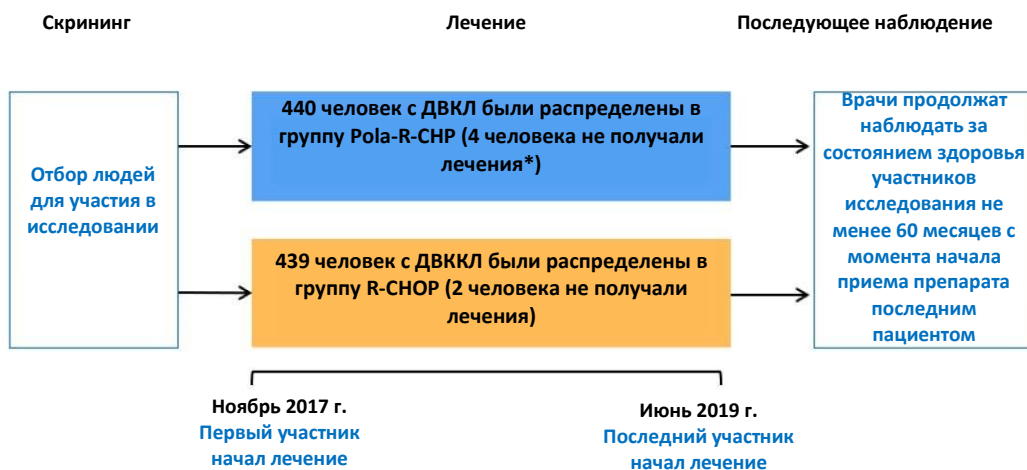 Скрининг
Лечение
Последующее наблюдение
Отбор людей
для участия в
исследовании
440 человек с ДВКЛ были распределены в
группу Pola-R-CHP (4 человека не получали
лечения*)
439 человек с ДВККЛ были распределены в
группу R-CHOP (2 человека не получали
лечения)
Врачи продолжат
наблюдать за
состоянием здоровья
участников
исследования не
менее 60 месяцев с
момента начала
приема препарата
последним
пациентом
Ноябрь 2017 г.
Первый участник
начал лечение
Июнь 2019 г.
Последний участник
начал лечение